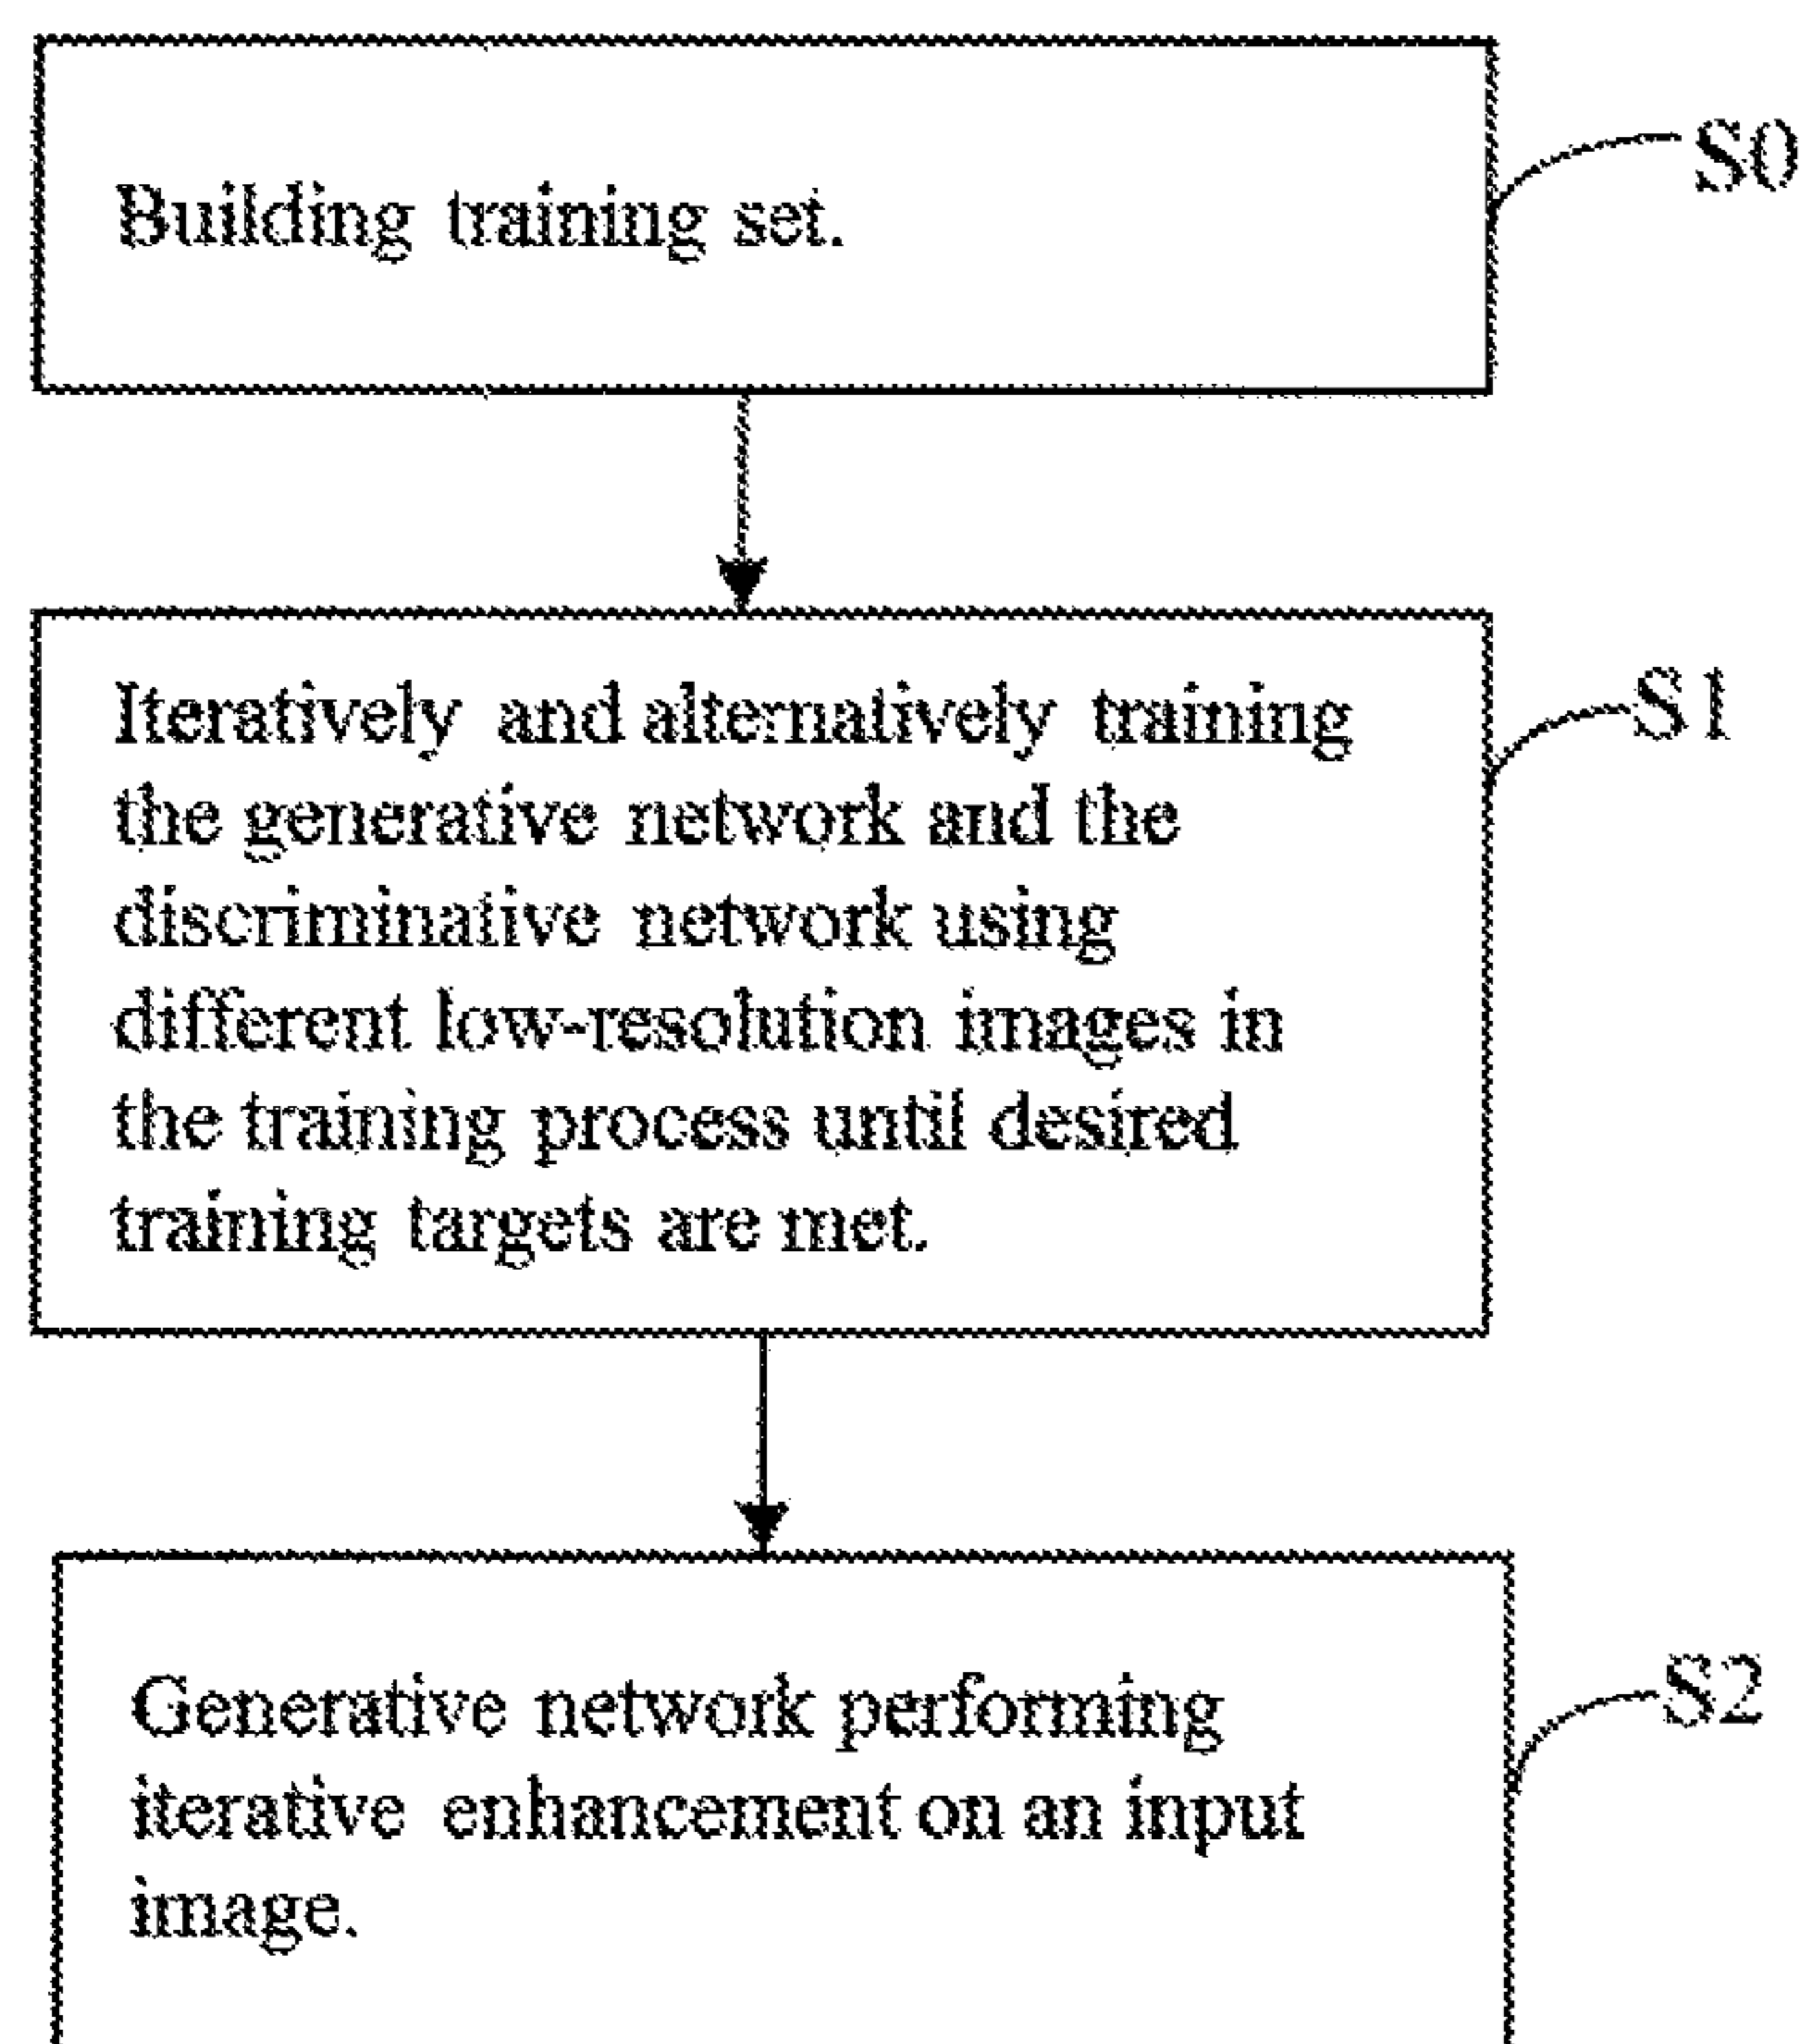 Building training set.
S0
Iteratively and alternatively training
the generative network and the
discriminative network using
different low-resolution images in
the training process until desired
training targets are met.
S1
Generative network performing
iterative enhancement on an input
image.
S2